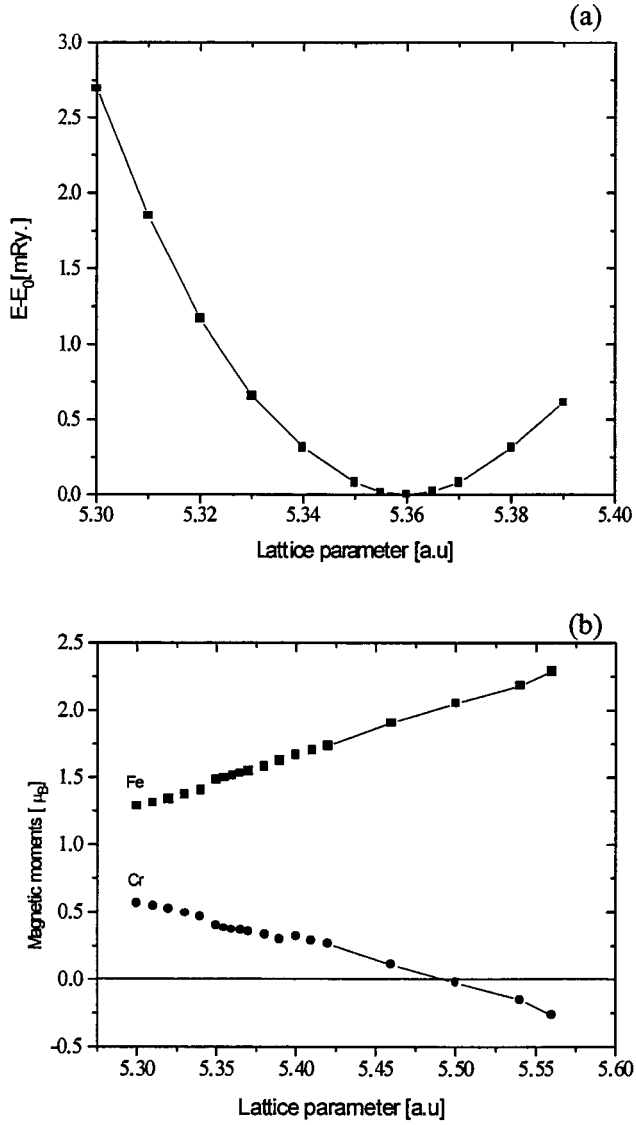 (a)
3.0
2.5
2.0
1.5
1.0
0.5
0.0
E-E0 [mRy.]
5.30 5.32 5.34 5.36 5.38 5.40
Lattice parameter [a.u]
(b)
2.5
2.0
1.5
1.0
0.5
0.0
-0.5
Magnetic moments [ μB]
Fe
Cr
5.30 5.35 5.40 5.45 5.50 5.55 5.60
Lattice parameter [a.u]